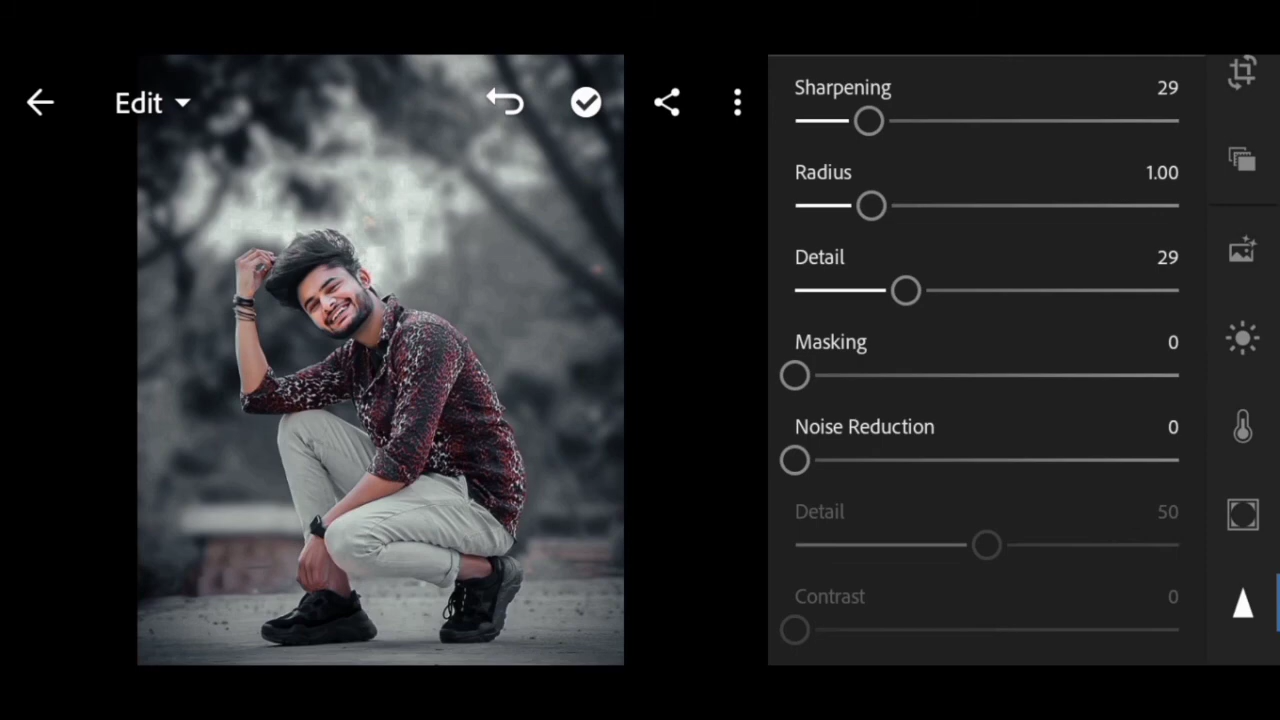 Edit
Sharpening 29
Radius 1.00
Detail 29
Masking 0
Noise Reduction 0
Detail 50
Contrast 0